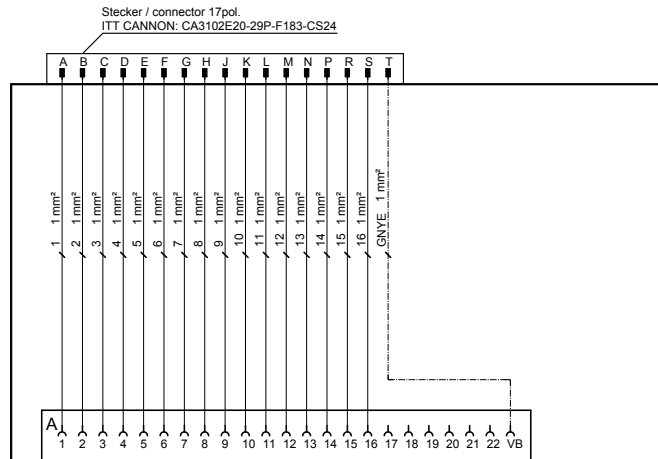 Stecker / connector 17pol.
ITT CANNON: CA3102E20-29P-F183-CS24
A B C D E F G H J K L M N P R S T
1 1 mm²
2 1 mm²
3 1 mm²
4 1 mm²
5 1 mm²
6 1 mm²
7 1 mm²
8 1 mm²
9 1 mm²
10 1 mm²
11 1 mm²
12 1 mm²
13 1 mm²
14 1 mm²
15 1 mm²
16 1 mm²
GNYE 1 mm²
A
1 2 3 4 5 6 7 8 9 10 11 12 13 14 15 16 17 18 19 20 21 22 VB